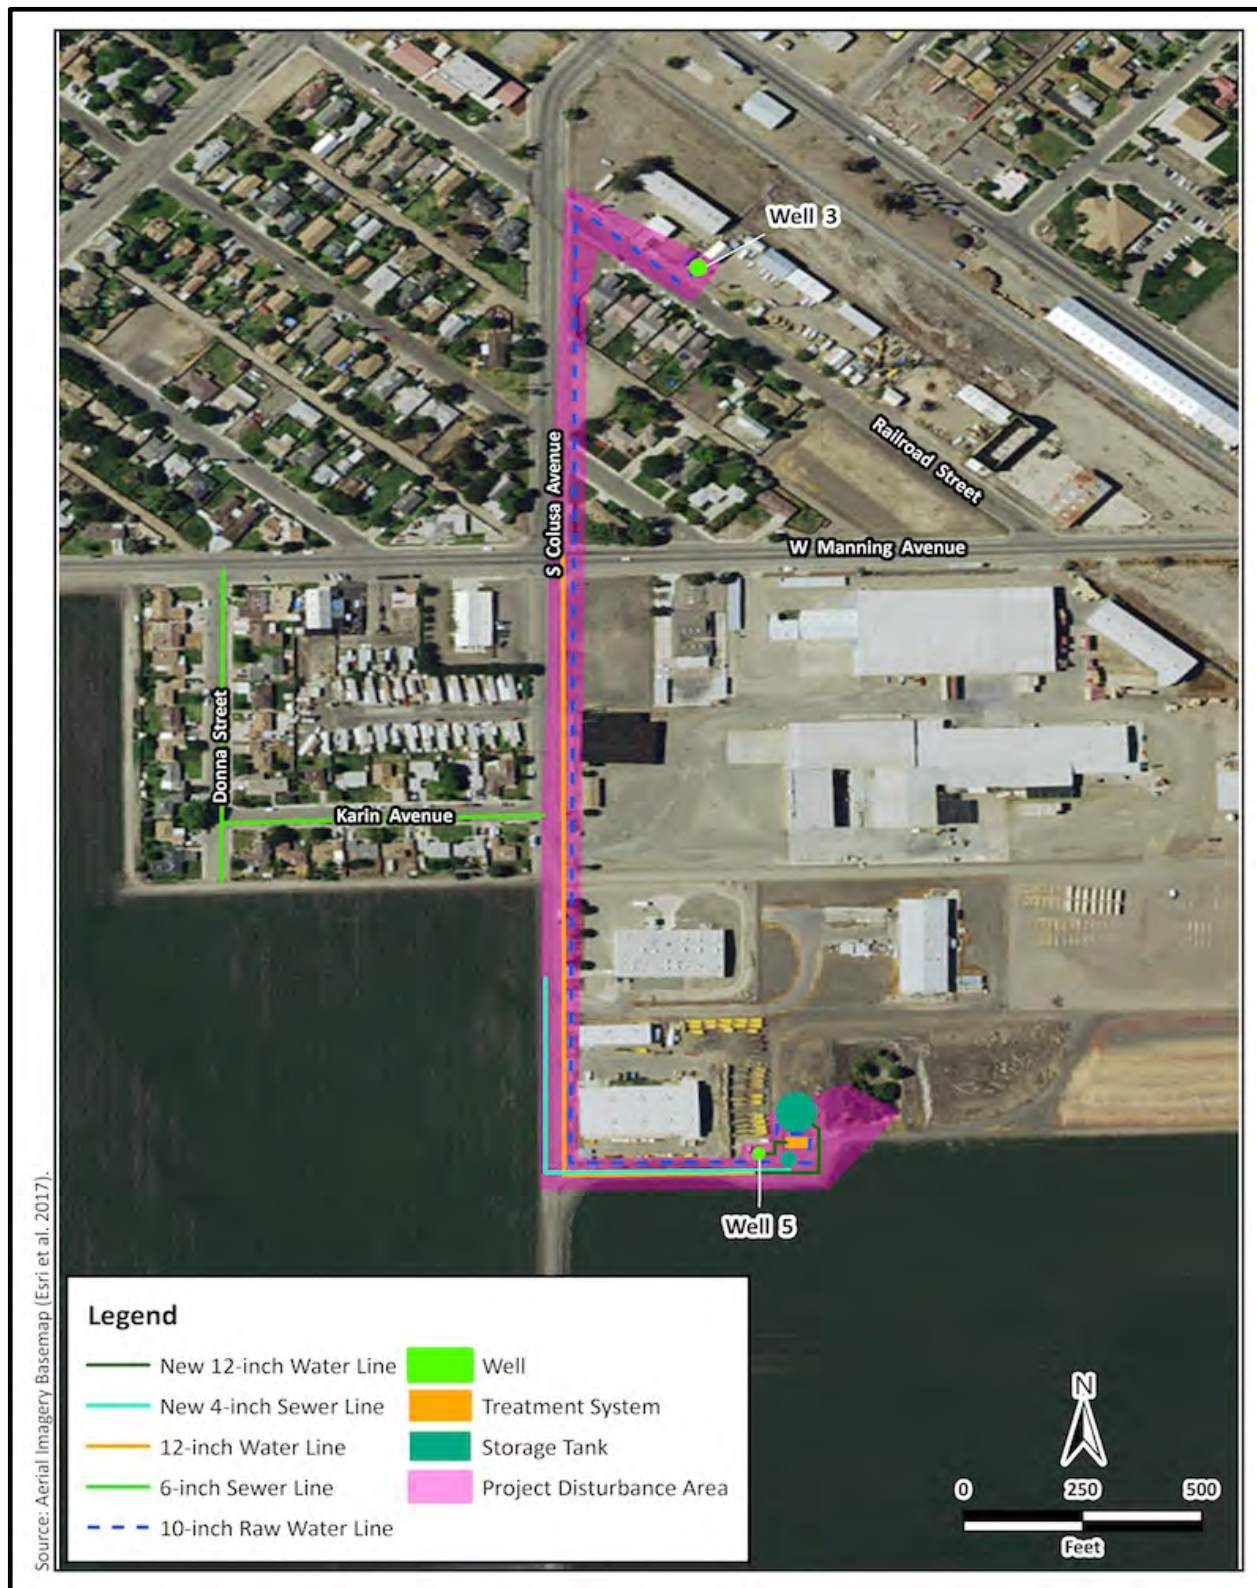 Well 3
S Colusa Avenue
Railroad Street
W Manning Avenue
Donna Street
Karin Avenue
Well 5
Source: Aerial Imagery Basemap (Esri et al. 2017).
Legend
New 12-inch Water Line
New 4-inch Sewer Line
12-inch Water Line
6-inch Sewer Line
10-inch Raw Water Line
Well
Treatment System
Storage Tank
Project Disturbance Area
N
0 250 500
Feet